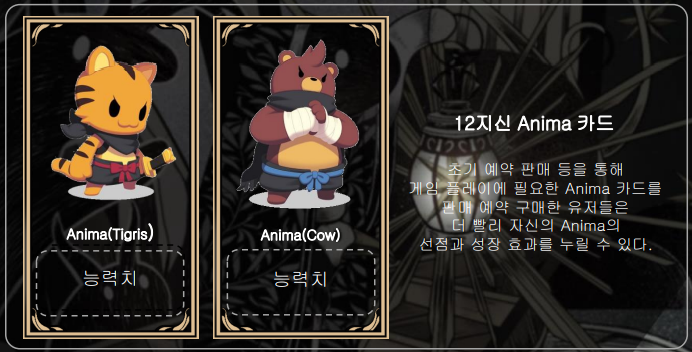 Anima(Tigris)
능력치
Anima(Cow)
능력치
12지신 Anima 카드
초기 예약 판매 등을 통해
게임 플레이에 필요한 Anima 카드를
판매 예약 구매한 유저들은
더 빨리 자신의 Anima의
선점과 성장 효과를 누릴 수 있다.